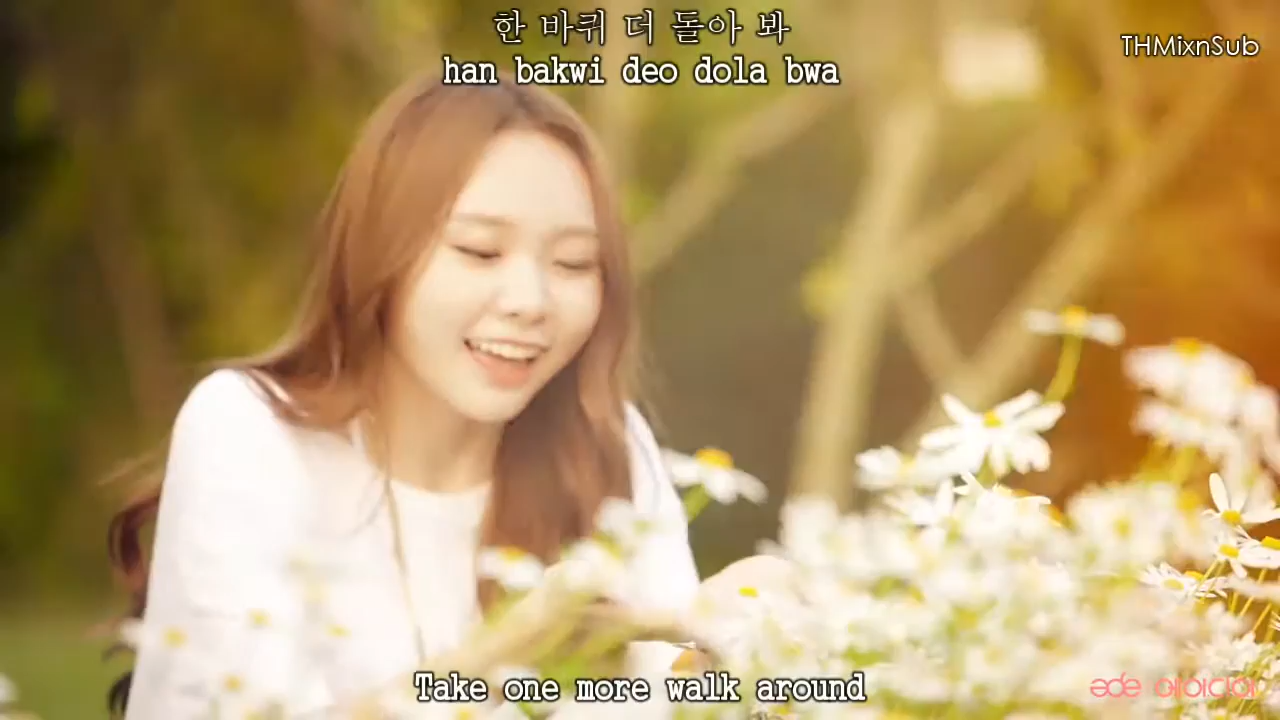 한 바퀴 더 돌아 봐
THMixnSub
han bakwi deo dola bwa
Take one more walk around